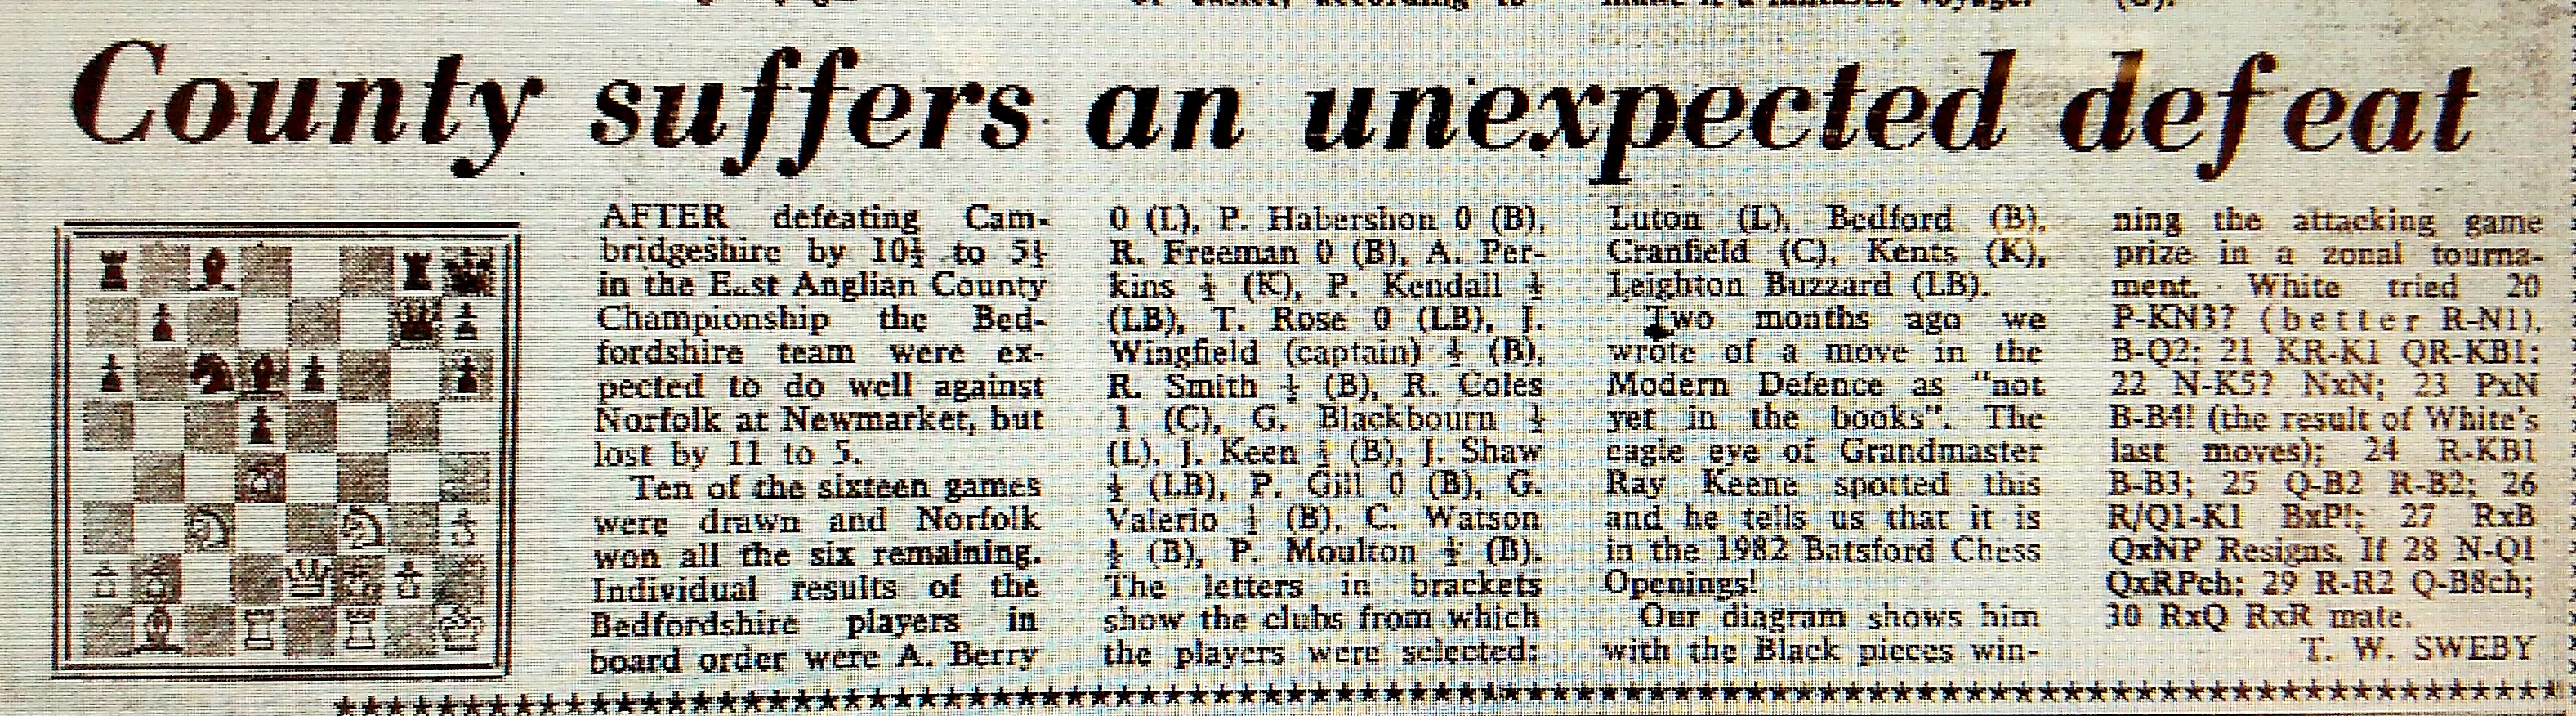 County suffers an unexpected defeat
AFTER defeating Cam-
bridgeshire by 10½ to 5½
in the East Anglian County
Championship the Bed-
fordshire team were ex-
pected to do well against
Norfolk at Newmarket, but
lost by 11 to 5.
Ten of the sixteen games
were drawn and Norfolk
won all the six remaining.
Individual results of the
Bedfordshire players in
board order were A. Berry
0 (L), P. Habershon 0 (B),
R. Freeman 0 (B), A. Per-
kins ½ (K), P. Kendall ½
(LB), T. Rose 0 (LB), J.
Wingfield (captain) ½ (B),
R. Smith ½ (B), R. Coles
1 (C), G. Blackbourn ½
(L), J. Keen ½ (B), J. Shaw
½ (LB), P. Gill 0 (B), G.
Valerio ½ (B), C. Watson
½ (B), P. Moulton ½ (B).
The letters in brackets
show the clubs from which
the players were selected:
Luton (L), Bedford (B),
Cranfield (C), Kents (K),
Leighton Buzzard (LB).
Two months ago we
wrote of a move in the
Modern Defence as "not
yet in the books". The
eagle eye of Grandmaster
Ray Keene spotted this
and he tells us that it is
in the 1982 Batsford Chess
Openings!
Our diagram shows him
with the Black pieces win-
ning the attacking game
prize in a zonal tourna-
ment. White tried 20
P-KN3? (better R-N1),
B-Q2; 21 KR-K1 QR-KB1;
22 N-K5? NxN; 23 PxN
B-B4! (the result of White's
last moves); 24 R-KB1
B-B3; 25 Q-B2 R-B2; 26
R/Q1-K1 BxP!; 27 RxB
QxNP Resigns. If 28 N-Q1
QxRPch; 29 R-R2 Q-B8ch;
30 RxQ RxR mate.
T. W. SWEBY